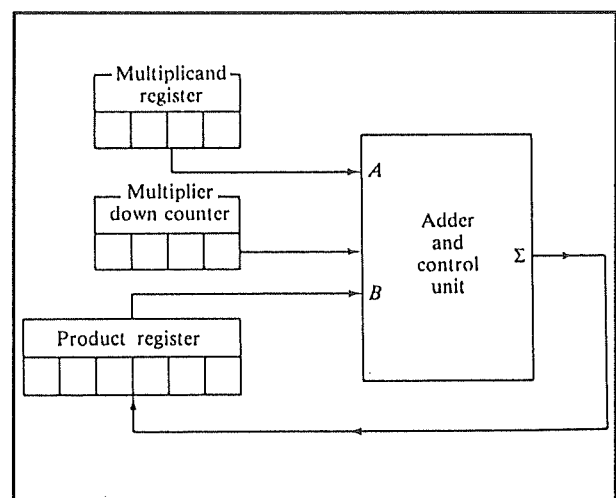 Multiplicand
register
A
Multiplier
down counter
Adder
and
control
unit
Σ
B
Product register